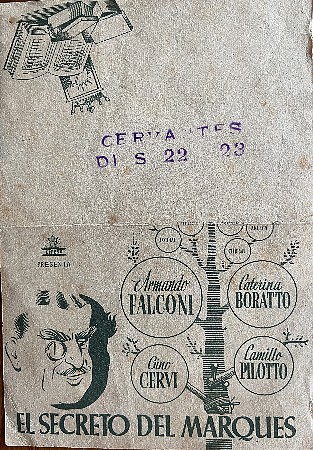 CERVANTES
DIAS 22 23
PRESENTA
Armando
FALCONI
Caterina
BORATTO
Gino
CERVI
Camillo
PILOTTO
EL SECRETO DEL MARQUES